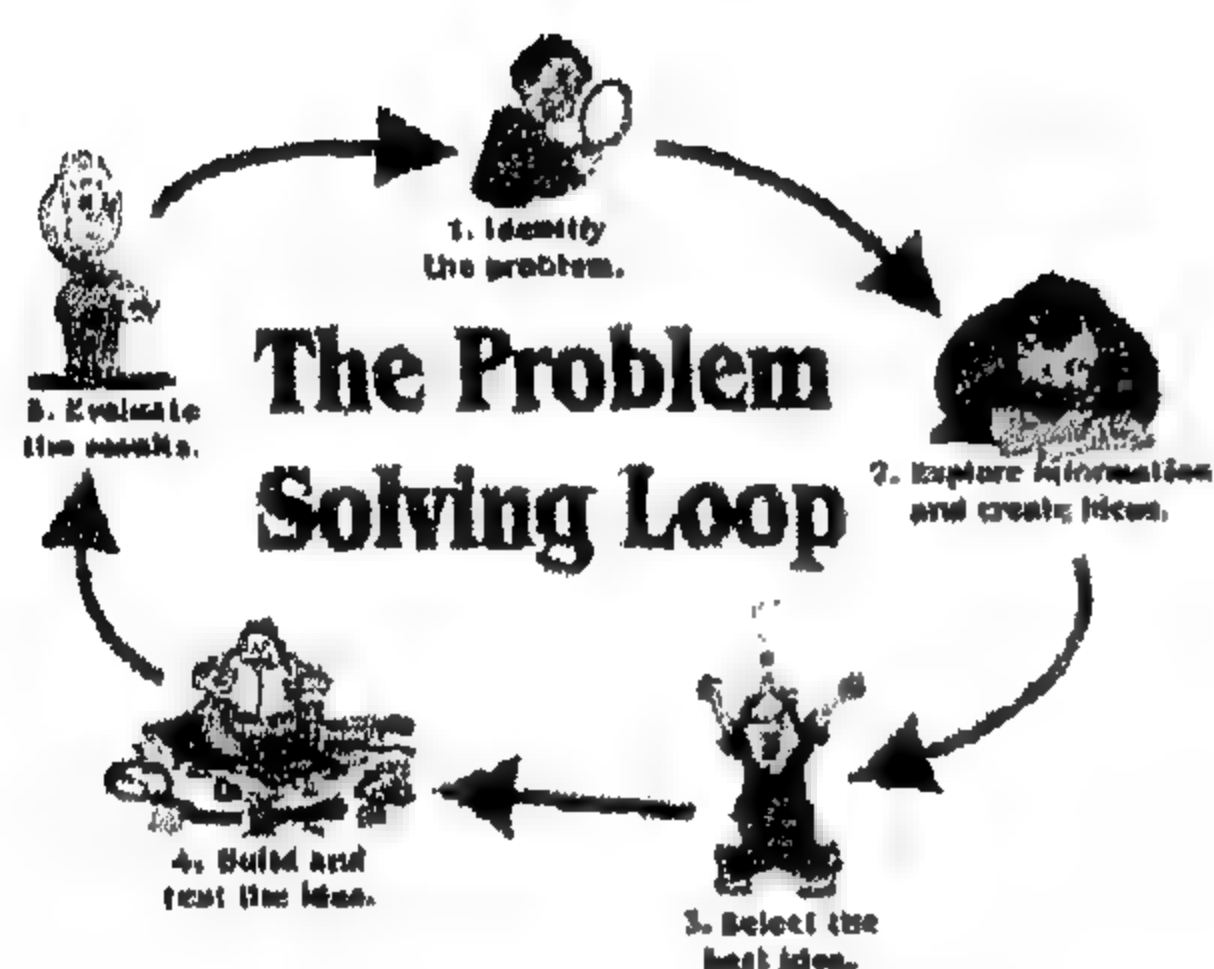 The Problem
Solving Loop
1. Identify
the problem.
2. Explore information
and create ideas.
3. Select the
best idea.
4. Build and
test the idea.
5. Evaluate
the results.